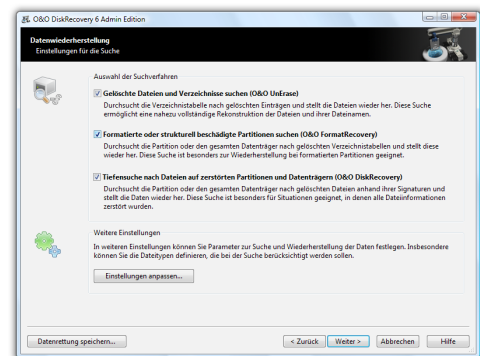 O&O DiskRecovery 6 Admin Edition
Datenwiederherstellung
Einstellungen für die Suche
Auswahl der Suchverfahren
Gelöschte Dateien und Verzeichnisse suchen (O&O UnErase)
Durchsucht die Verzeichnistabelle nach gelöschten Einträgen und stellt die Dateien wieder her. Diese Suche
ermöglicht eine nahezu vollständige Rekonstruktion der Dateien und ihrer Dateinamen.
Formatierte oder strukturell beschädigte Partitionen suchen (O&O FormatRecovery)
Durchsucht die Partition oder den gesamten Datenträger nach gelöschten Verzeichnistabellen und stellt diese
wieder her. Diese Suche ist besonders zur Wiederherstellung bei formatierten Partitionen geeignet.
Tiefensuche nach Dateien auf zerstörten Partitionen und Datenträgern (O&O DiskRecovery)
Durchsucht die Partition oder den gesamten Datenträger nach gelöschten Dateien anhand ihrer Signaturen und
stellt die Daten wieder her. Diese Suche ist besonders für Situationen geeignet, in denen alle Dateiinformationen
zerstört wurden.
Weitere Einstellungen
In weiteren Einstellungen können Sie Parameter zur Suche und Wiederherstellung der Daten festlegen. Insbesondere
können Sie die Dateitypen definieren, die bei der Suche berücksichtigt werden sollen.
Einstellungen anpassen...
Datenrettung speichern...
< Zurück
Weiter >
Abbrechen
Hilfe